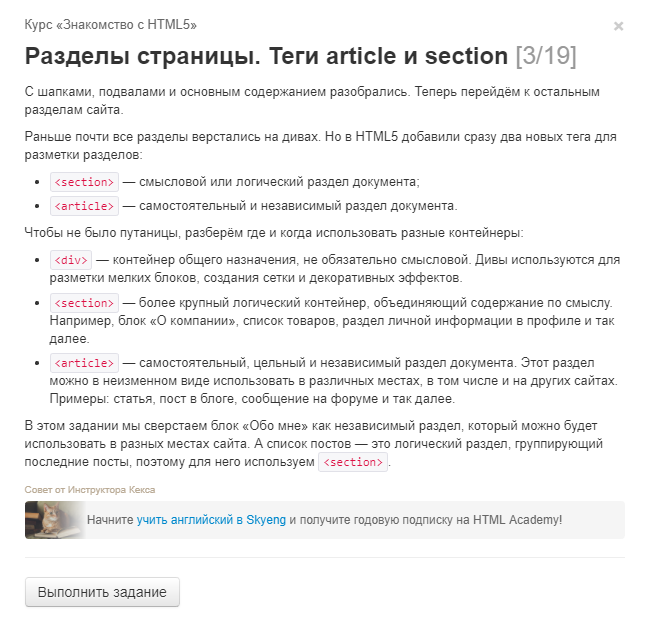 Курс «Знакомство с HTML5»
×
Разделы страницы. Теги article и section [3/19]
С шапками, подвалами и основным содержанием разобрались. Теперь перейдём к остальным
разделам сайта.
Раньше почти все разделы верстались на дивах. Но в HTML5 добавили сразу два новых тега для
разметки разделов:
• <section> — смысловой или логический раздел документа;
• <article> — самостоятельный и независимый раздел документа.
Чтобы не было путаницы, разберём где и когда использовать разные контейнеры:
• <div> — контейнер общего назначения, не обязательно смысловой. Дивы используются для
разметки мелких блоков, создания сетки и декоративных эффектов.
• <section> — более крупный логический контейнер, объединяющий содержание по смыслу.
Например, блок «О компании», список товаров, раздел личной информации в профиле и так
далее.
• <article> — самостоятельный, цельный и независимый раздел документа. Этот раздел
можно в неизменном виде использовать в различных местах, в том числе и на других сайтах.
Примеры: статья, пост в блоге, сообщение на форуме и так далее.
В этом задании мы сверстаем блок «Обо мне» как независимый раздел, который можно будет
использовать в разных местах сайта. А список постов — это логический раздел, группирующий
последние посты, поэтому для него используем <section>.
Совет от Инструктора Кекса
Начните учить английский в Skyeng и получите годовую подписку на HTML Academy!
Выполнить задание